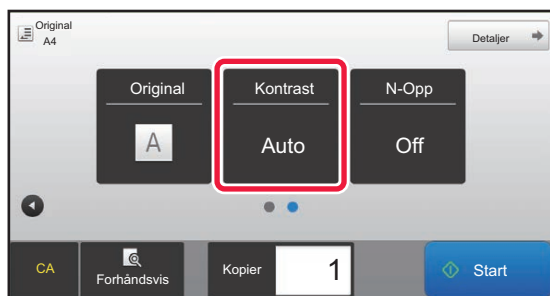 Original
A4
Detaljer
Original
Kontrast
N-Opp
A
Auto
Off
CA
Forhåndsvis
Kopier
1
Start